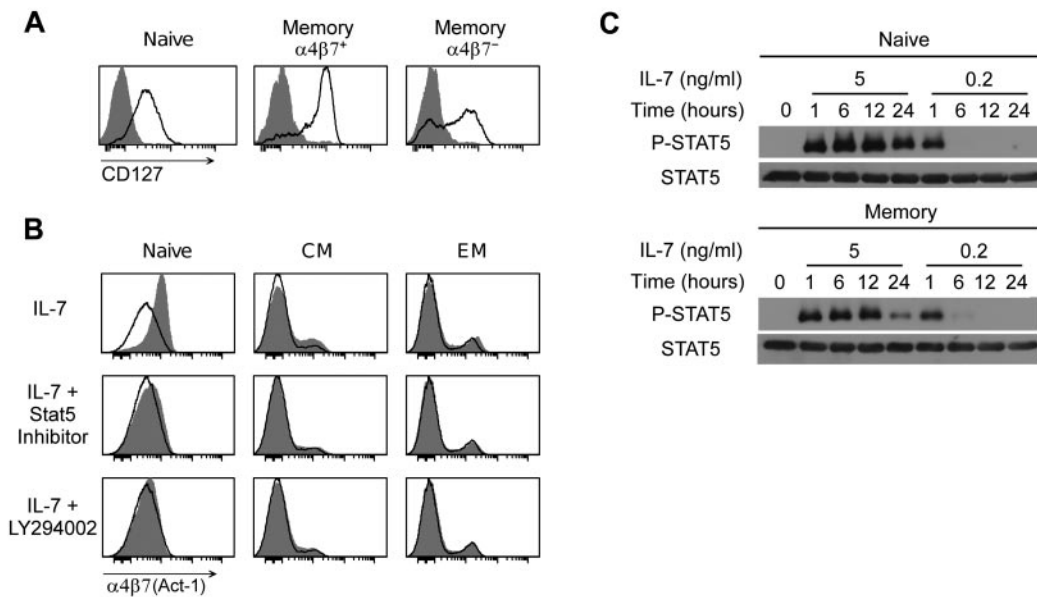 A
Naive
Memory
α4β7⁺
Memory
α4β7⁻
CD127
B
Naive
CM
EM
IL-7
IL-7 +
Stat5
Inhibitor
IL-7 +
LY294002
α4β7(Act-1)
C
Naive
IL-7 (ng/ml) 5 0.2
Time (hours) 0 1 6 12 24 1 6 12 24
P-STAT5
STAT5
Memory
IL-7 (ng/ml) 5 0.2
Time (hours) 0 1 6 12 24 1 6 12 24
P-STAT5
STAT5